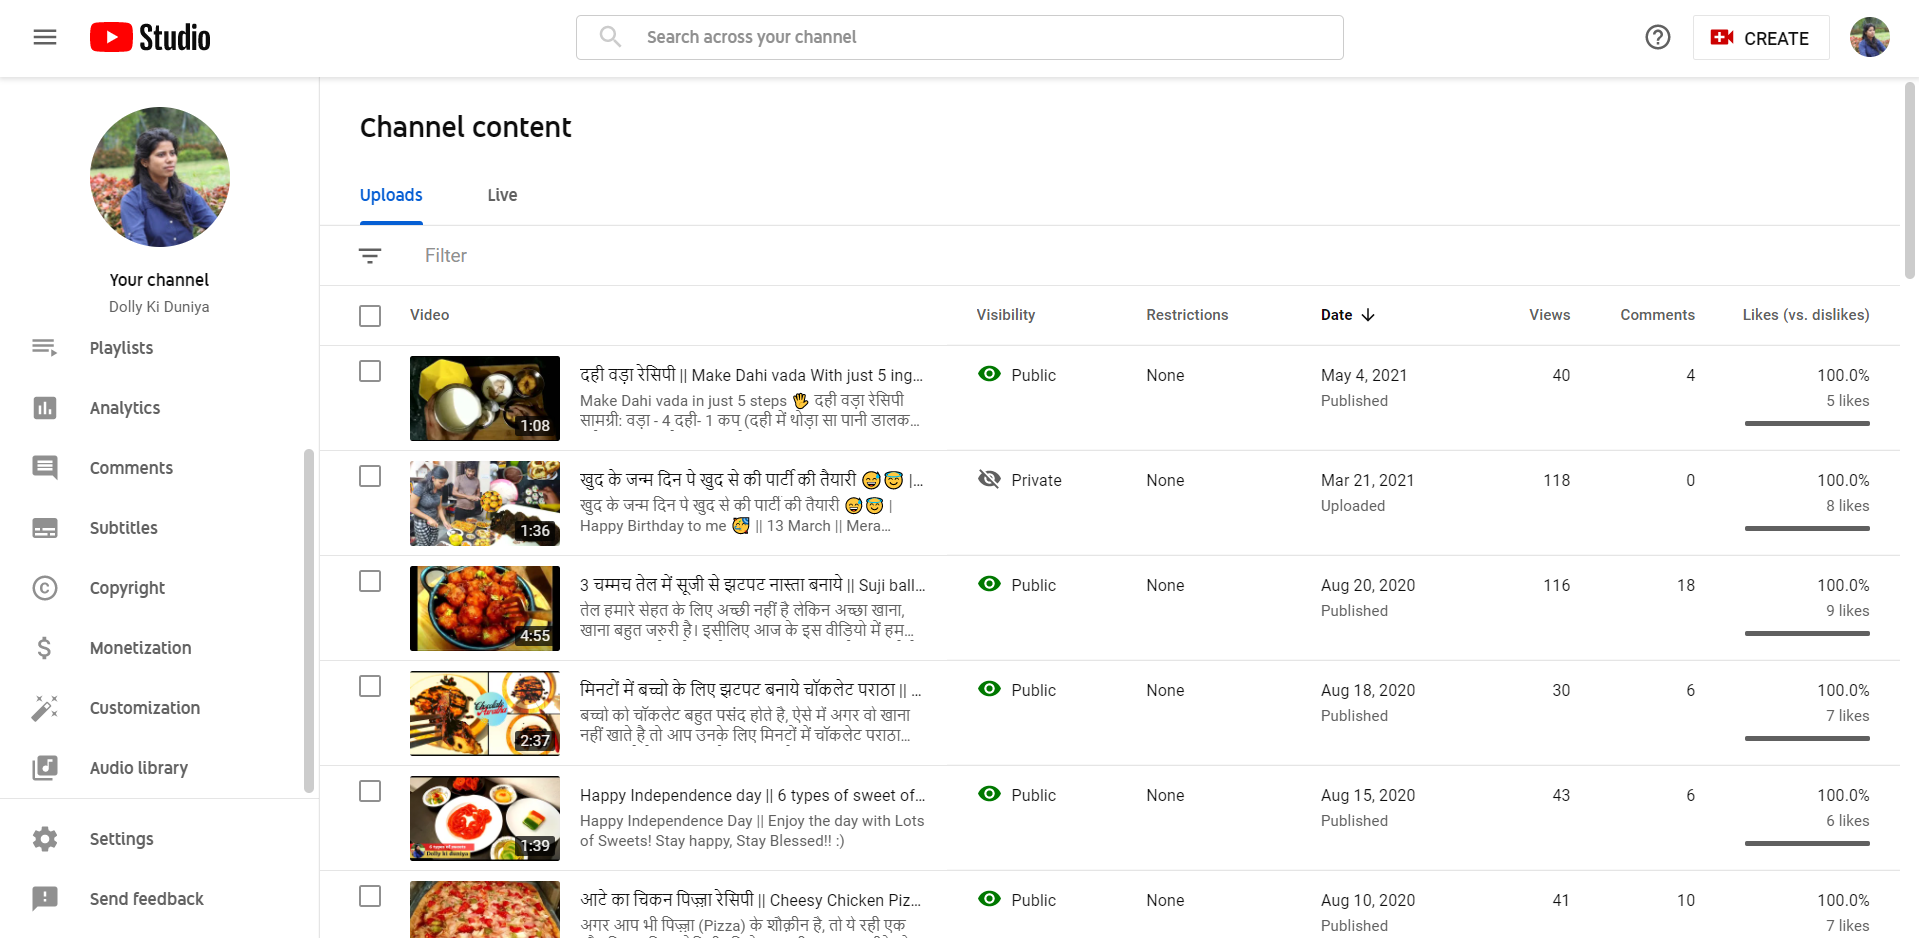 Studio
Search across your channel
CREATE
Your channel
Dolly Ki Duniya
Playlists
Analytics
Comments
Subtitles
Copyright
Monetization
Customization
Audio library
Settings
Send feedback
Channel content
Uploads Live
Filter
Video Visibility Restrictions Date Views Comments Likes (vs. dislikes)
दही वड़ा रेसिपी || Make Dahi vada With just 5 ing… Public None May 4, 2021 40 4 100.0%
Make Dahi vada in just 5 steps 🖐 दही वड़ा रेसिपी Published 5 likes
सामग्री: वड़ा - 4 दही- 1 कप (दही में थोड़ा सा पानी डालक…
1:08
खुद के जन्म दिन पे खुद से की पार्टी की तैयारी 😅😇 |… Private None Mar 21, 2021 118 0 100.0%
खुद के जन्म दिन पे खुद से की पार्टी की तैयारी 😅😇 | Uploaded 8 likes
Happy Birthday to me 🥳 || 13 March || Mera…
1:36
3 चम्मच तेल में सूजी से झटपट नास्ता बनाये || Suji ball… Public None Aug 20, 2020 116 18 100.0%
तेल हमारे सेहत के लिए अच्छी नहीं है लेकिन अच्छा खाना, Published 9 likes
खाना बहुत जरुरी है। इसीलिए आज के इस वीडियो में हम…
4:55
मिनटों में बच्चो के लिए झटपट बनाये चॉकलेट पराठा || … Public None Aug 18, 2020 30 6 100.0%
बच्चो को चॉकलेट बहुत पसंद होते है, ऐसे में अगर वो खाना Published 7 likes
नहीं खाते है तो आप उनके लिए मिनटों में चॉकलेट पराठा…
Chocolate
2:37
Happy Independence day || 6 types of sweet of… Public None Aug 15, 2020 43 6 100.0%
Happy Independence Day || Enjoy the day with Lots Published 6 likes
of Sweets! Stay happy, Stay Blessed!! :)
1:39
Dolly ki duniya
आटे का चिकन पिज़्ज़ा रेसिपी || Cheesy Chicken Piz… Public None Aug 10, 2020 41 10 100.0%
अगर आप भी पिज्ज़ा (Pizza) के शौक़ीन है, तो ये रही एक Published 7 likes